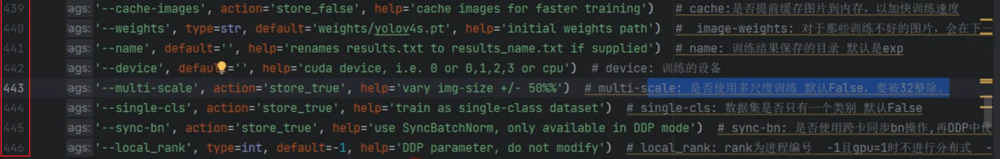 439 ags: '--cache-images', action='store_false', help='cache images for faster training') # cache:是否提前缓存图片到内存，以加快训练速度
440 ags: '--weights', type=str, default='weights/yolov4s.pt', help='initial weights path') #  image-weights: 对于那些训练不好的图片，会在下一
441 ags: '--name', default='', help='renames results.txt to results_name.txt if supplied') # name: 训练结果保存的目录 默认是exp
442 ags: '--device', default='', help='cuda device, i.e. 0 or 0,1,2,3 or cpu') # device: 训练的设备
443 ags: '--multi-scale', action='store_true', help='vary img-size +/- 50%%') # multi-scale: 是否使用多尺度训练 默认False，要被32整除。
444 ags: '--single-cls', action='store_true', help='train as single-class dataset') # single-cls: 数据集是否只有一个类别 默认False
445 ags: '--sync-bn', action='store_true', help='use SyncBatchNorm, only available in DDP mode') # sync-bn: 是否使用跨卡同步bn操作,再DDP中使
446 ags: '--local_rank', type=int, default=-1, help='DDP parameter, do not modify') # local_rank: rank为进程编号  -1且gpu=1时不进行分布式  -